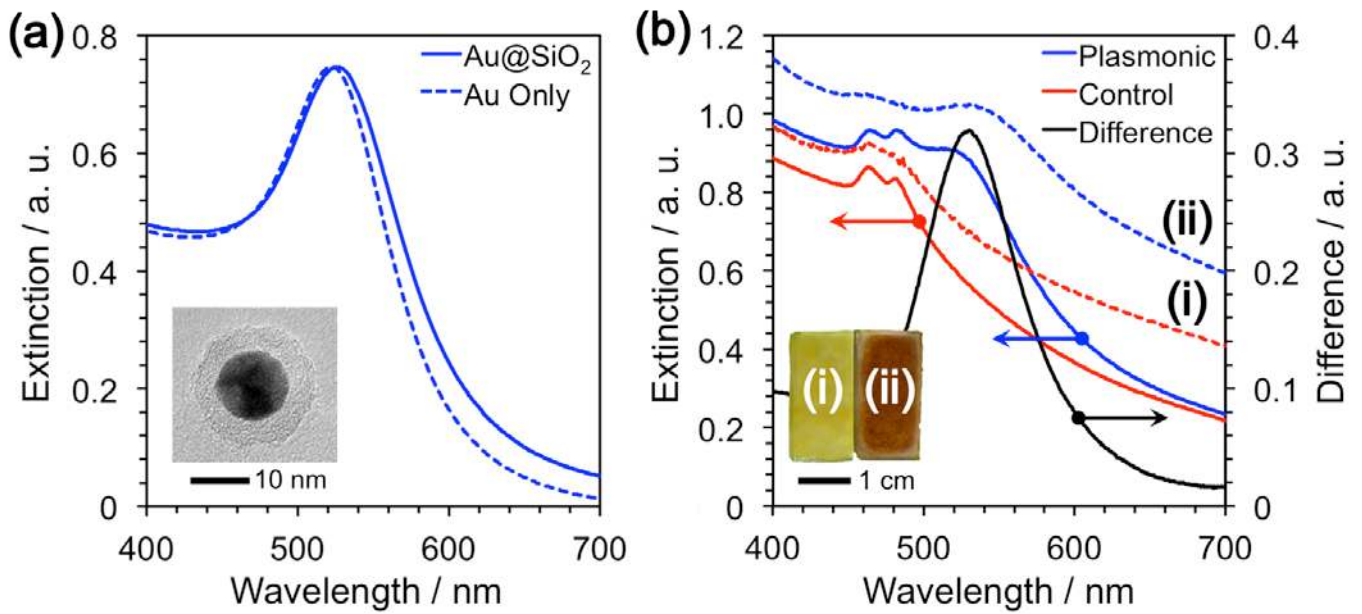 (a)
Extinction / a. u.
0.8
0.6
0.4
0.2
0
Au@SiO2
Au Only
10 nm
400
500
600
700
Wavelength / nm
(b)
Extinction / a. u.
1.2
1.0
0.8
0.6
0.4
0.2
0
Plasmonic
Control
Difference
(ii)
(i)
(i)
(ii)
1 cm
0.4
0.3
0.2
0.1
0
Difference / a. u.
400
500
600
700
Wavelength / nm